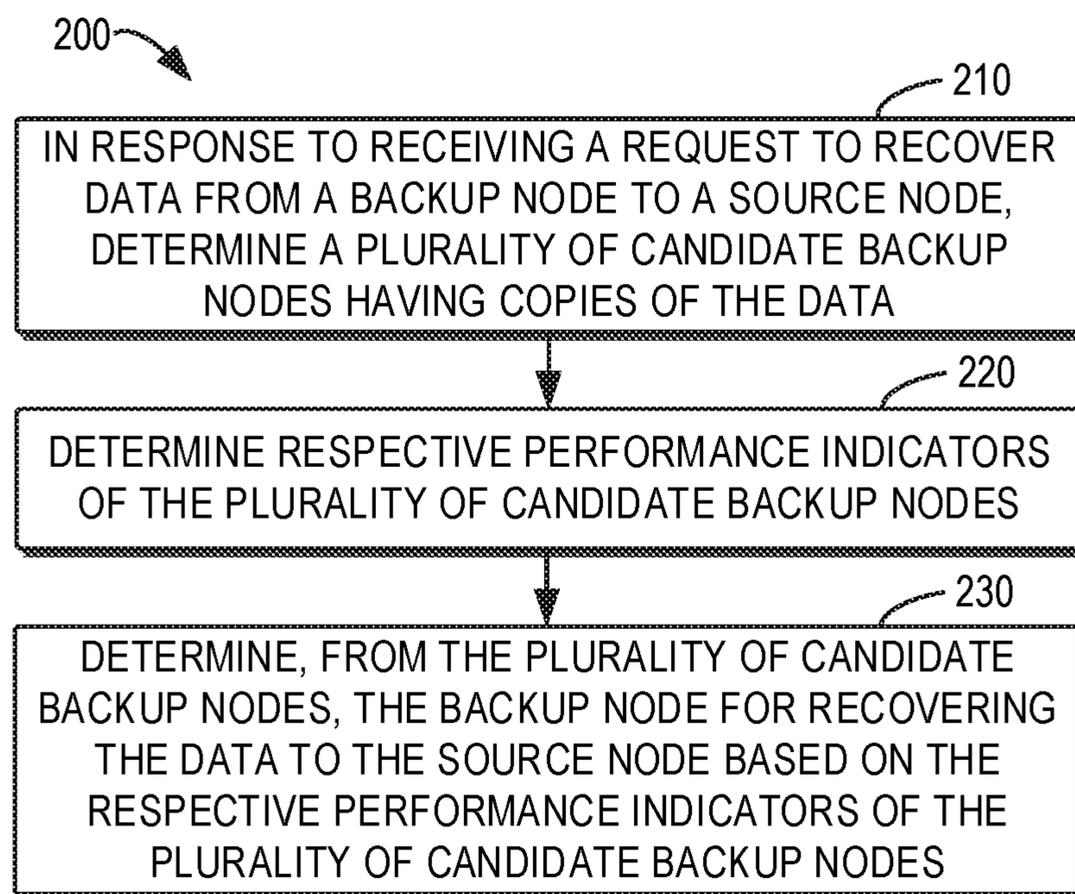 200
210
IN RESPONSE TO RECEIVING A REQUEST TO RECOVER
DATA FROM A BACKUP NODE TO A SOURCE NODE,
DETERMINE A PLURALITY OF CANDIDATE BACKUP
NODES HAVING COPIES OF THE DATA
220
DETERMINE RESPECTIVE PERFORMANCE INDICATORS
OF THE PLURALITY OF CANDIDATE BACKUP NODES
230
DETERMINE, FROM THE PLURALITY OF CANDIDATE
BACKUP NODES, THE BACKUP NODE FOR RECOVERING
THE DATA TO THE SOURCE NODE BASED ON THE
RESPECTIVE PERFORMANCE INDICATORS OF THE
PLURALITY OF CANDIDATE BACKUP NODES